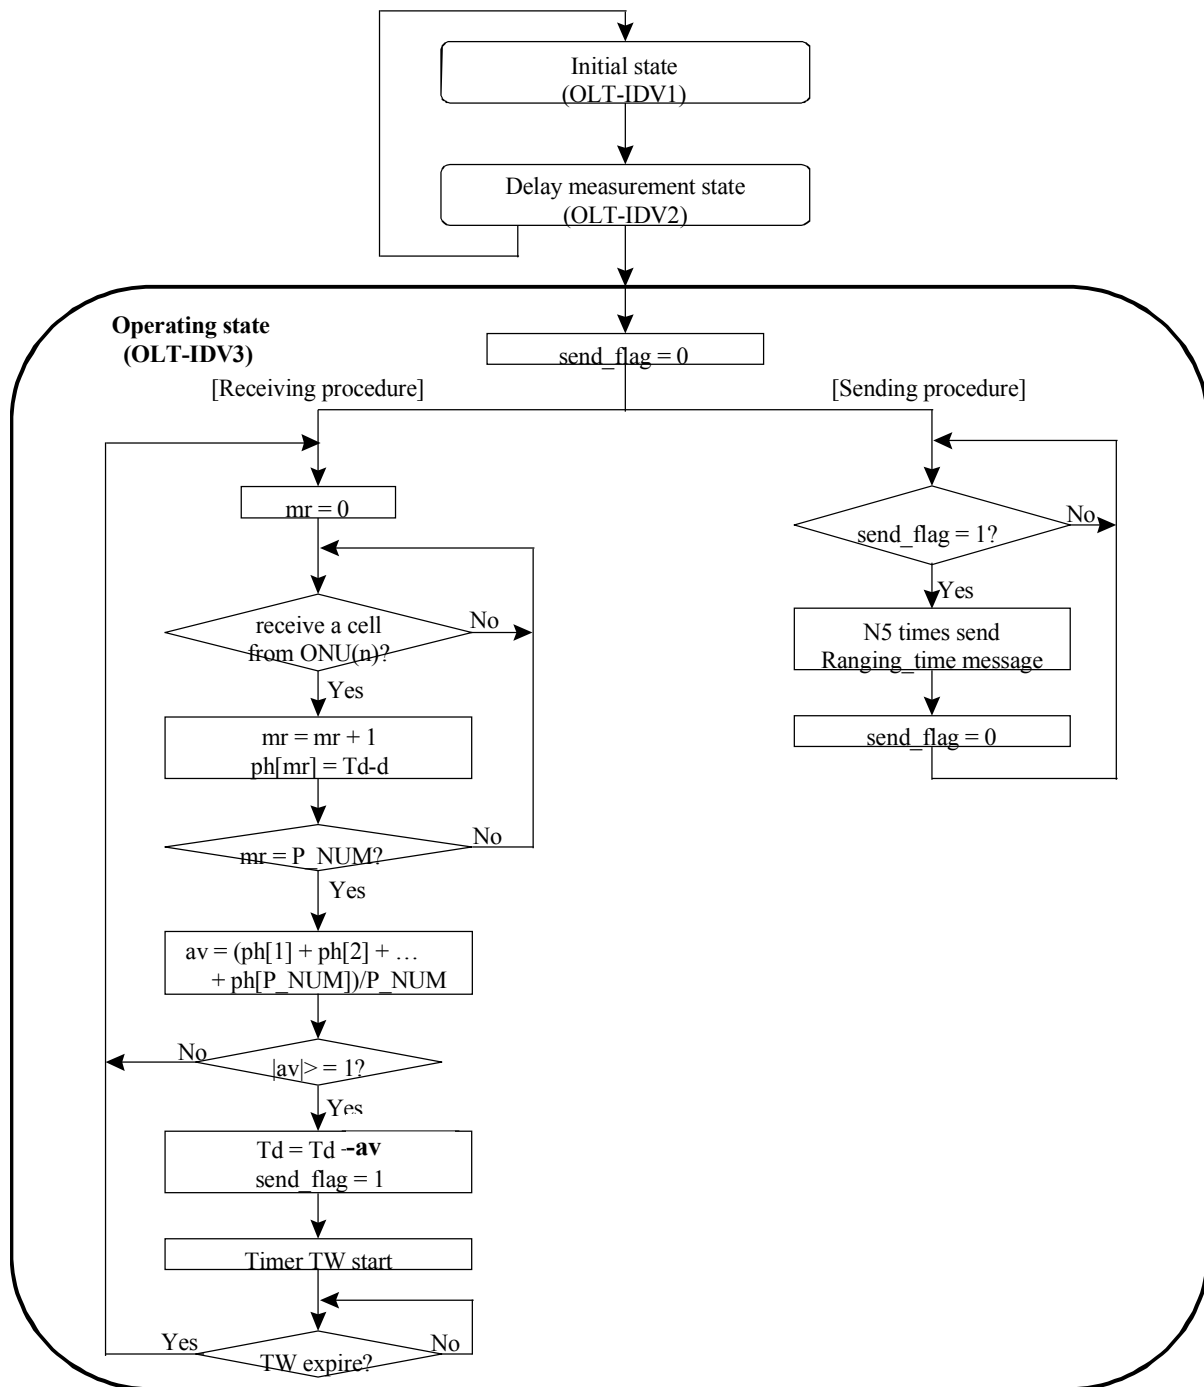 Initial state
(OLT-IDV1)
Delay measurement state
(OLT-IDV2)
Operating state
(OLT-IDV3)
send_flag = 0
[Receiving procedure]
[Sending procedure]
mr = 0
send_flag = 1?
No
Yes
receive a cell
from ONU(n)?
No
Yes
N5 times send
Ranging_time message
mr = mr + 1
ph[mr] = Td-d
send_flag = 0
mr = P_NUM?
No
Yes
av = (ph[1] + ph[2] + …
+ ph[P_NUM])/P_NUM
No
|av|> = 1?
Yes
Td = Td --av
send_flag = 1
Timer TW start
Yes
No
TW expire?